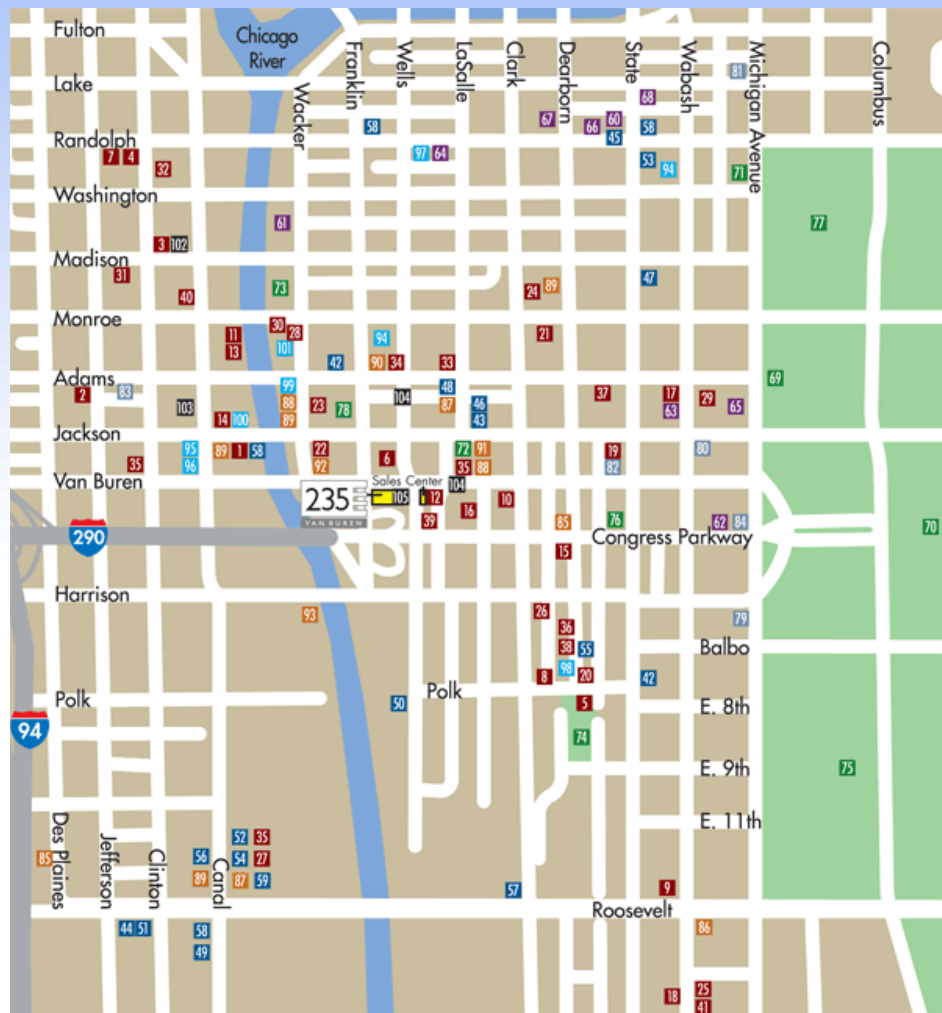 Fulton
Chicago
River
Lake
Wacker
Franklin
Wells
LaSalle
Clark
Dearborn
State
Wabash
Michigan Avenue
Columbus
81
68
58
67
66
60
45
58
Randolph
7 4
32
97 64
53
94
71
Washington
61
77
3 102
Madison
31
40
73
24 89
47
Monroe
11
13
30
28
101
94
21
42
90 34
33
Adams
2
83
103
99
88
89
23
78
104
48
87
46
43
37
17
63
29
65
69
14 100
Jackson
95
96
89 1 58
22
92
6
72 91
35 88
19
82
80
35
Van Buren
235
VAN BUREN
Sales Center
105
12
104
10
16
39
85
76
62 84
70
290
Congress Parkway
15
Harrison
93
26
36
38 55
98
20
8
79
Balbo
42
Polk
50
Polk
5
E. 8th
94
74
E. 9th
75
E. 11th
Des Plaines
Jefferson
Clinton
Canal
85
52 35
56
54 27
89
87 59
57
9
Roosevelt
44 51
58
49
86
18
25
41